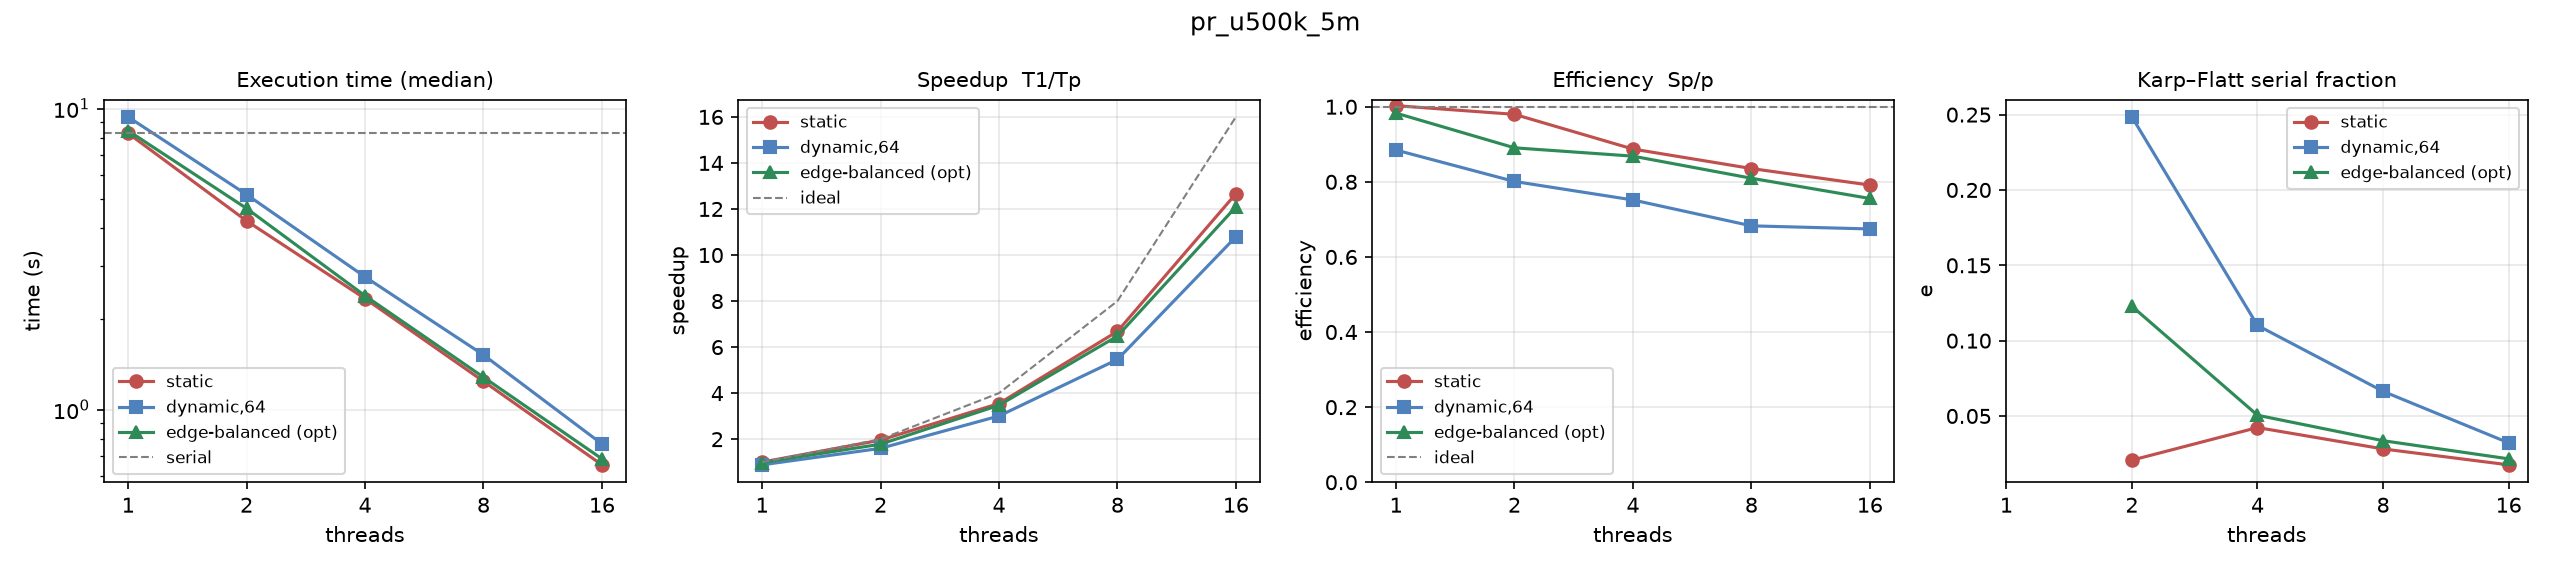 pr_u500k_5m
Execution time (median)
time (s)
10¹
10⁰
static
dynamic,64
edge-balanced (opt)
serial
1 2 4 8 16
threads
Speedup T1/Tp
speedup
16
14
12
10
8
6
4
2
static
dynamic,64
edge-balanced (opt)
ideal
1 2 4 8 16
threads
Efficiency Sp/p
efficiency
1.0
0.8
0.6
0.4
0.2
0.0
static
dynamic,64
edge-balanced (opt)
ideal
1 2 4 8 16
threads
Karp–Flatt serial fraction
e
0.25
0.20
0.15
0.10
0.05
static
dynamic,64
edge-balanced (opt)
1 2 4 8 16
threads